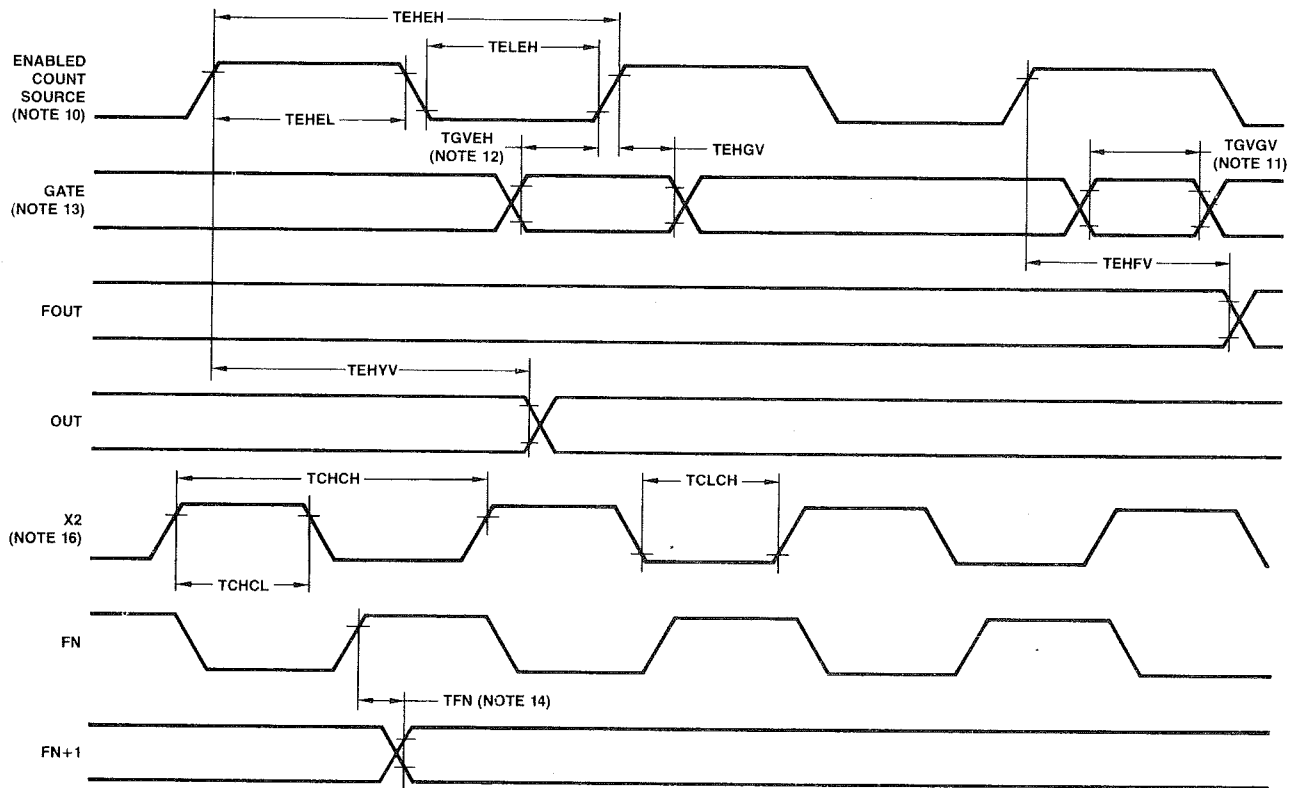 TEHEH
TELEH
ENABLED
COUNT
SOURCE
(NOTE 10)
TEHEL
TGVEH
(NOTE 12)
TEHGV
TGVGV
(NOTE 11)
GATE
(NOTE 13)
TEHFV
FOUT
TEHYV
OUT
TCHCH
TCLCH
X2
(NOTE 16)
TCHCL
FN
TFN (NOTE 14)
FN+1